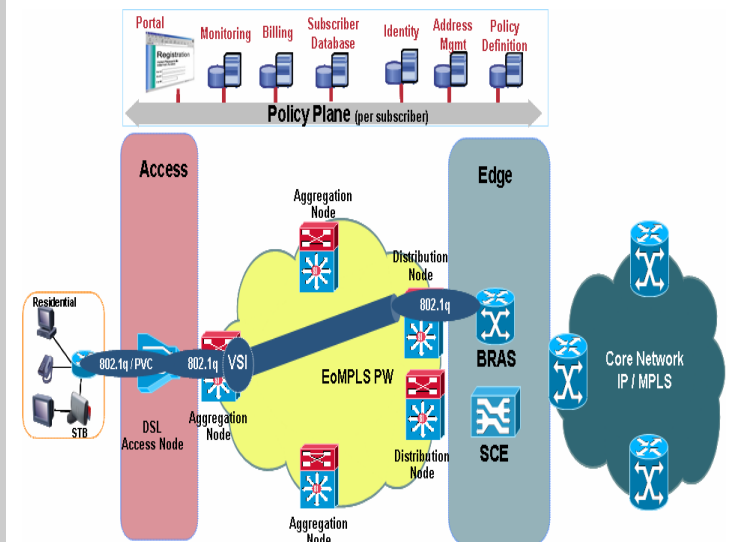 Portal
Monitoring
Billing
Subscriber
Database
Identity
Address
Mgmt
Policy
Definition
Registration
Policy Plane (per subscriber)
Access
Edge
Aggregation
Node
Distribution
Node
Residential
802.1q / PVC
802.1q
VSI
802.1q
EoMPLS PW
BRAS
Core Network
IP / MPLS
STB
DSL
Access Node
Aggregation
Node
Distribution
Node
SCE
Aggregation
Node